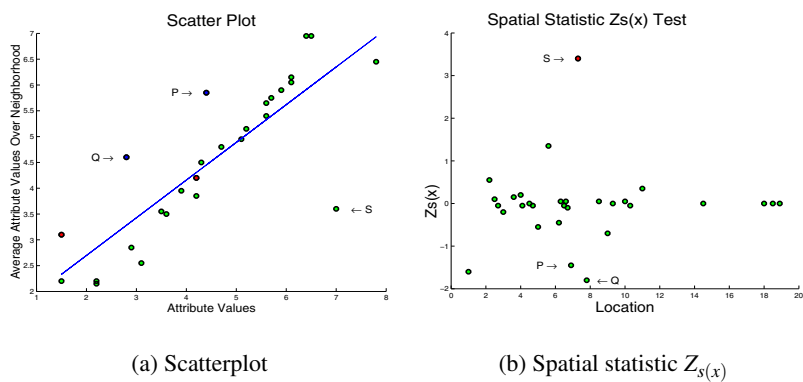 Scatter Plot
Average Attribute Values Over Neighborhood
7
6.5
6
5.5
5
4.5
4
3.5
3
2.5
2
P →
Q →
← S
1 2 3 4 5 6 7 8
Attribute Values
(a) Scatterplot
Spatial Statistic Zs(x) Test
Zs(x)
4
3
2
1
0
−1
−2
S →
P →
← Q
0 2 4 6 8 10 12 14 16 18 20
Location
(b) Spatial statistic Z_{s(x)}